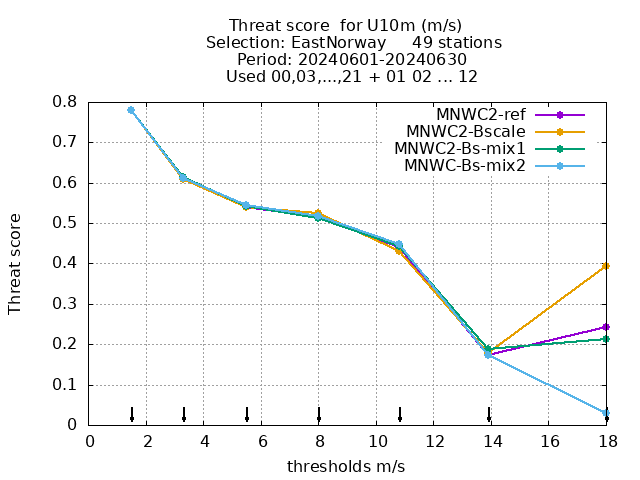 Threat score  for U10m (m/s)
Selection: EastNorway     49 stations
Period: 20240601-20240630
Used 00,03,...,21 + 01 02 ... 12
MNWC2-ref
MNWC2-Bscale
MNWC2-Bs-mix1
MNWC-Bs-mix2
0.8
0.7
0.6
0.5
0.4
0.3
0.2
0.1
0
Threat score
0 2 4 6 8 10 12 14 16 18
thresholds m/s